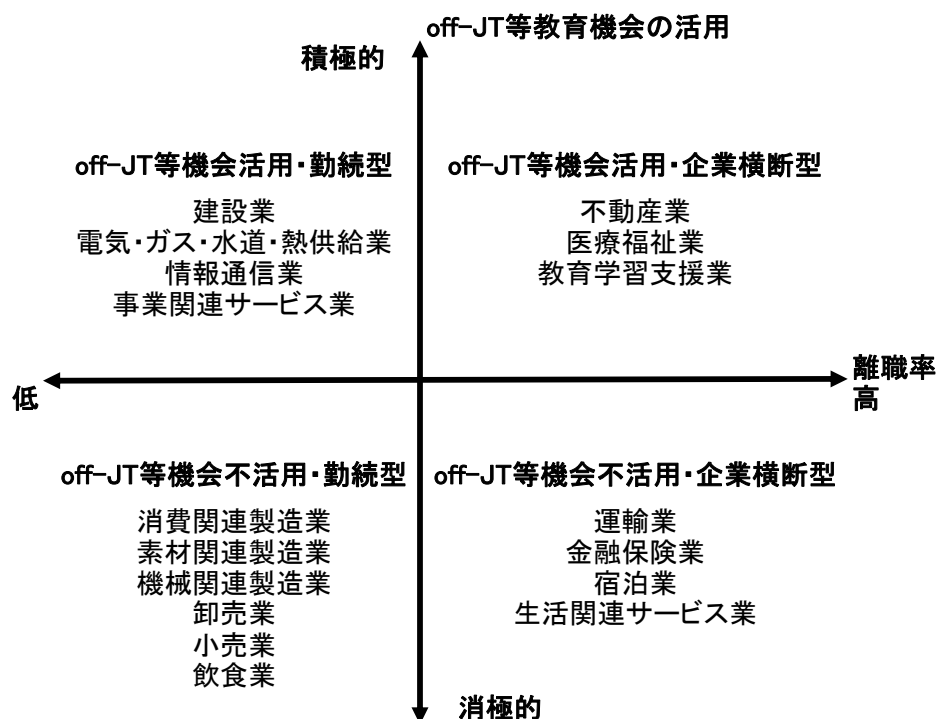 off-JT等教育機会の活用
積極的
off-JT等機会活用・勤続型
建設業
電気・ガス・水道・熱供給業
情報通信業
事業関連サービス業
off-JT等機会活用・企業横断型
不動産業
医療福祉業
教育学習支援業
低
離職率
高
off-JT等機会不活用・勤続型
消費関連製造業
素材関連製造業
機械関連製造業
卸売業
小売業
飲食業
off-JT等機会不活用・企業横断型
運輸業
金融保険業
宿泊業
生活関連サービス業
消極的